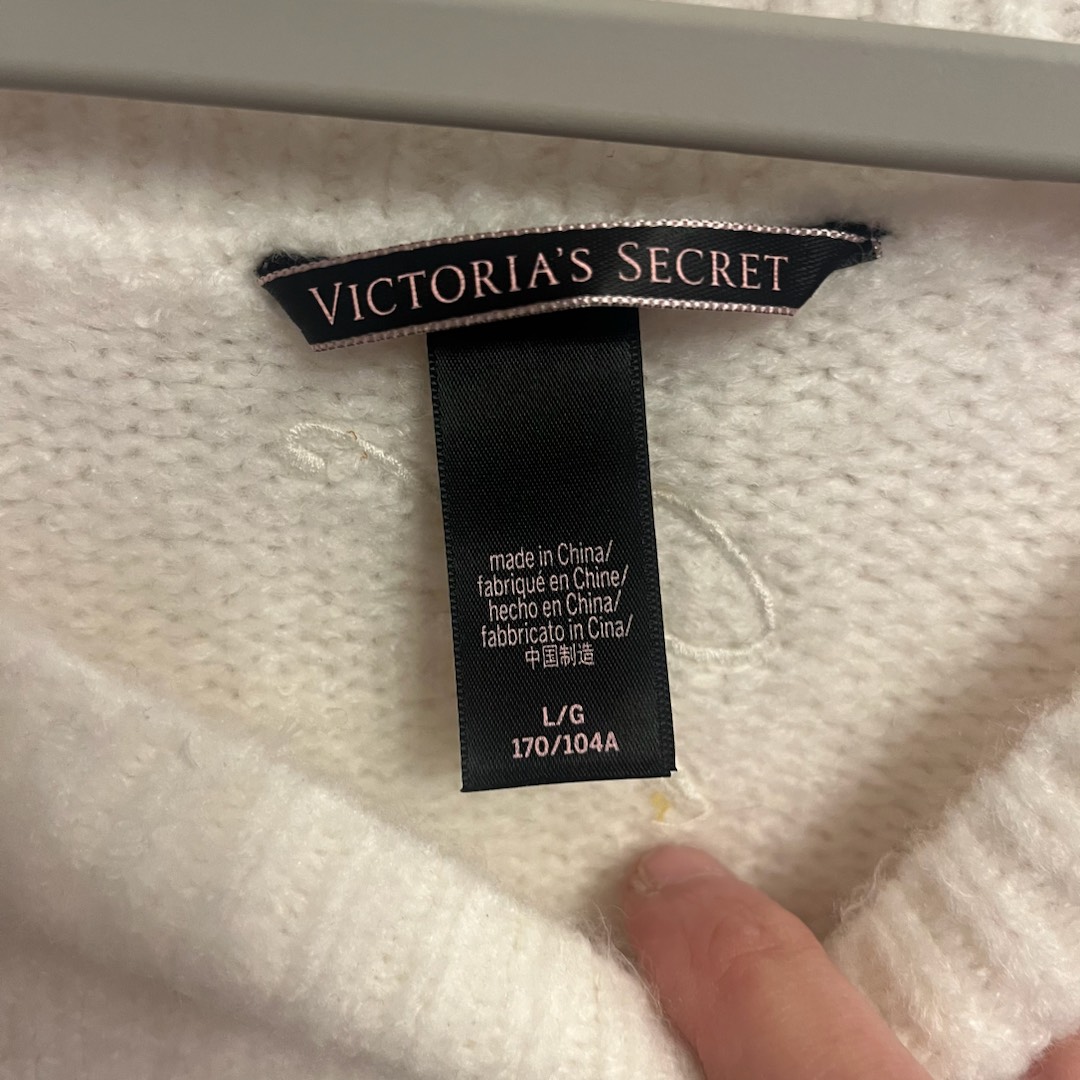 VICTORIA'S SECRET
made in China/
fabriqué en Chine/
hecho en China/
fabbricato in Cina/
中国制造
L/G
170/104A